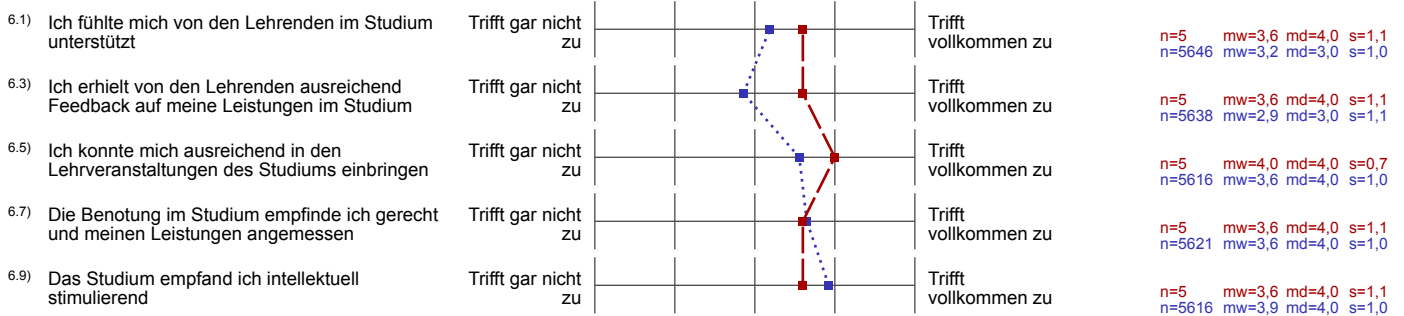 6.1) Ich fühlte mich von den Lehrenden im Studium
unterstützt
Trifft gar nicht
zu
Trifft
vollkommen zu
n=5 mw=3,6 md=4,0 s=1,1
n=5646 mw=3,2 md=3,0 s=1,0
6.3) Ich erhielt von den Lehrenden ausreichend
Feedback auf meine Leistungen im Studium
Trifft gar nicht
zu
Trifft
vollkommen zu
n=5 mw=3,6 md=4,0 s=1,1
n=5638 mw=2,9 md=3,0 s=1,1
6.5) Ich konnte mich ausreichend in den
Lehrveranstaltungen des Studiums einbringen
Trifft gar nicht
zu
Trifft
vollkommen zu
n=5 mw=4,0 md=4,0 s=0,7
n=5616 mw=3,6 md=4,0 s=1,0
6.7) Die Benotung im Studium empfinde ich gerecht
und meinen Leistungen angemessen
Trifft gar nicht
zu
Trifft
vollkommen zu
n=5 mw=3,6 md=4,0 s=1,1
n=5621 mw=3,6 md=4,0 s=1,0
6.9) Das Studium empfand ich intellektuell
stimulierend
Trifft gar nicht
zu
Trifft
vollkommen zu
n=5 mw=3,6 md=4,0 s=1,1
n=5616 mw=3,9 md=4,0 s=1,0